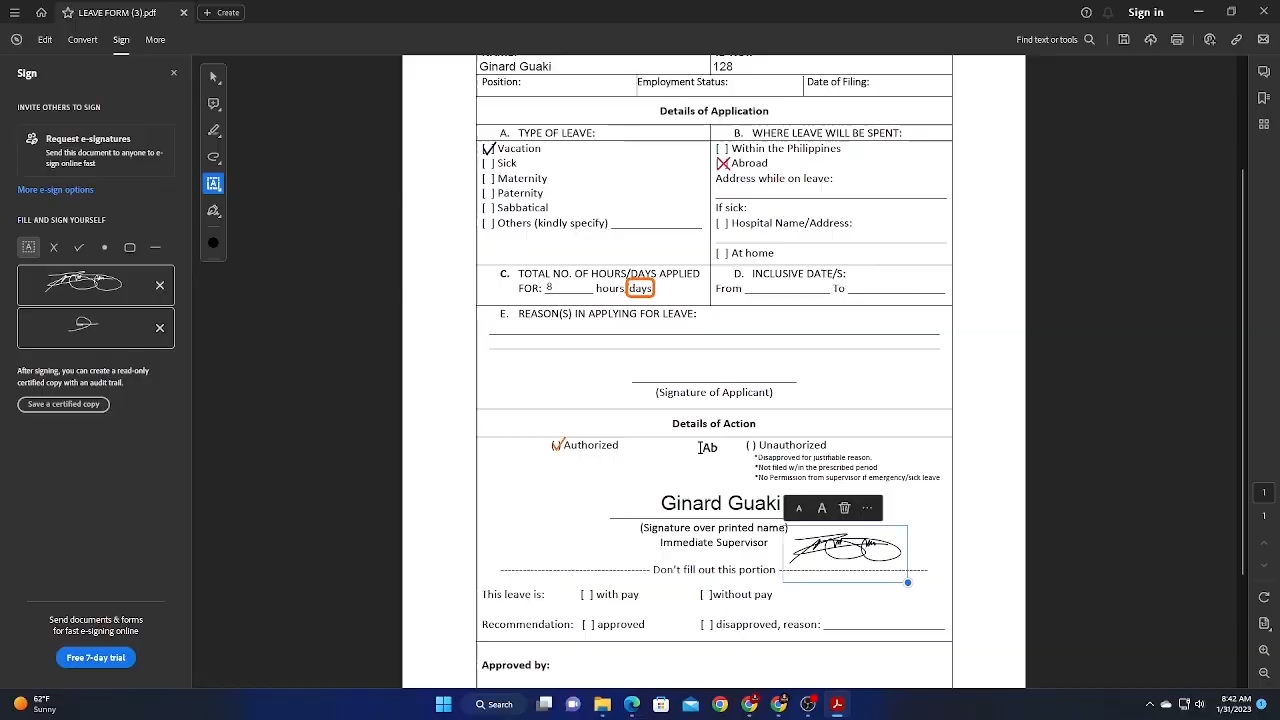 LEAVE FORM (3).pdf
Create
Sign in
Edit
Convert
Sign
More
Find text or tools
Sign
INVITE OTHERS TO SIGN
Request e-signatures
Send this document to anyone to e-
sign online fast
More e-sign options
FILL AND SIGN YOURSELF
After signing, you can create a read-only
certified copy with an audit trail.
Save a certified copy
Send documents & forms
for e-signing online
Free 7-day trial
Ginard Guaki
128
Position:
Employment Status:
Date of Filing:
Details of Application
A. TYPE OF LEAVE:
B. WHERE LEAVE WILL BE SPENT:
[ ] Vacation
[ ] Within the Philippines
[ ] Sick
[ ] Abroad
[ ] Maternity
Address while on leave:
[ ] Paternity
[ ] Sabbatical
If sick:
[ ] Others (kindly specify)
[ ] Hospital Name/Address:
[ ] At home
C. TOTAL NO. OF HOURS/DAYS APPLIED
FOR: 8 hours/days
D. INCLUSIVE DATE/S:
From To
E. REASON(S) IN APPLYING FOR LEAVE:
(Signature of Applicant)
Details of Action
( ) Authorized
Ab
( ) Unauthorized
*Disapproved for justifiable reason.
*Not filed w/in the prescribed period
*No Permission from supervisor if emergency/sick leave
Ginard Guaki
A A
(Signature over printed name)
Immediate Supervisor
Don't fill out this portion
This leave is: [ ] with pay [ ]without pay
Recommendation: [ ] approved [ ] disapproved, reason:
Approved by:
1
1
52°F
Sunny
Search
8:42 AM
1/31/2023